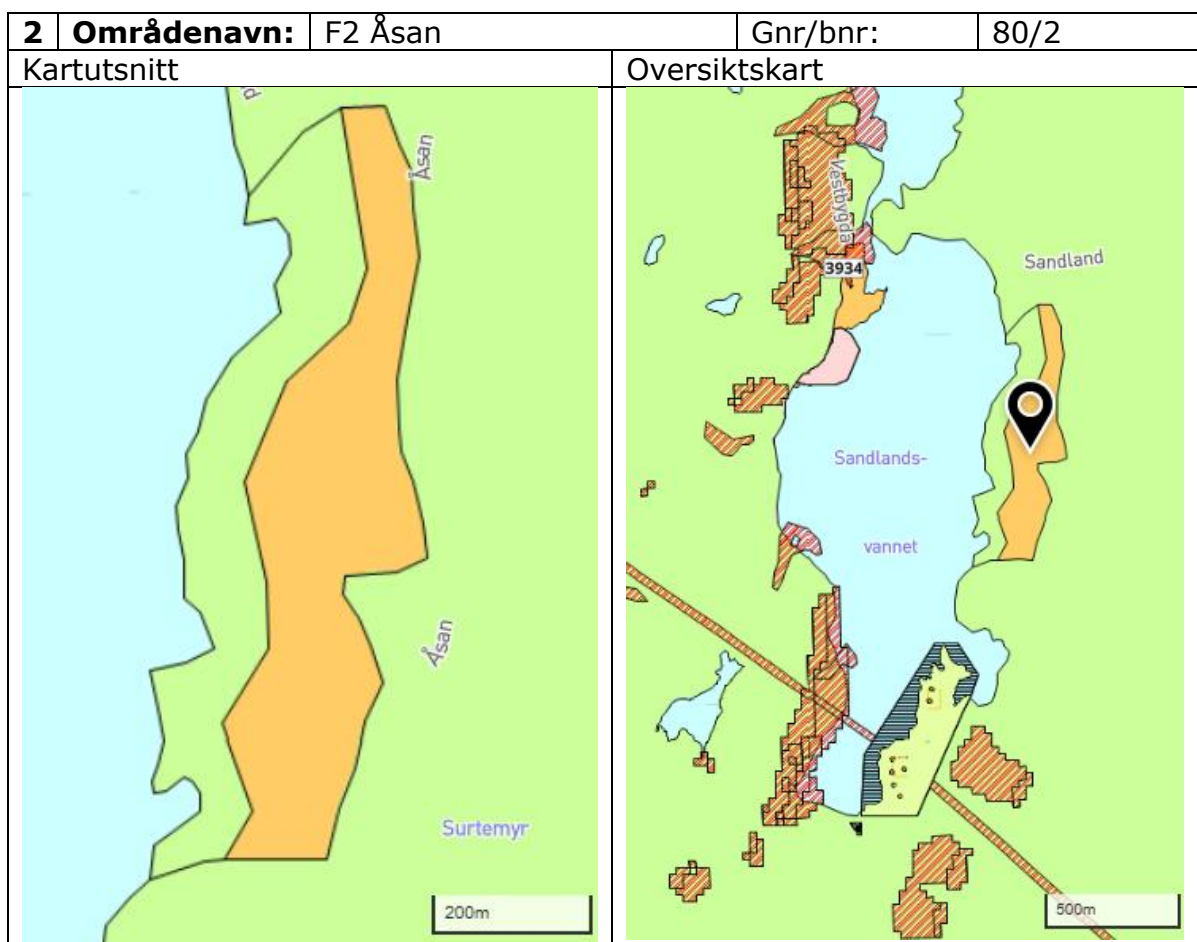 2 Områdenavn: F2 Åsan Gnr/bnr: 80/2
Kartutsnitt Oversiktskart
Åsan
Åsan
Surtemyr
200m
Vestbygda
Sandland
3934
Sandlands-
vannet
500m